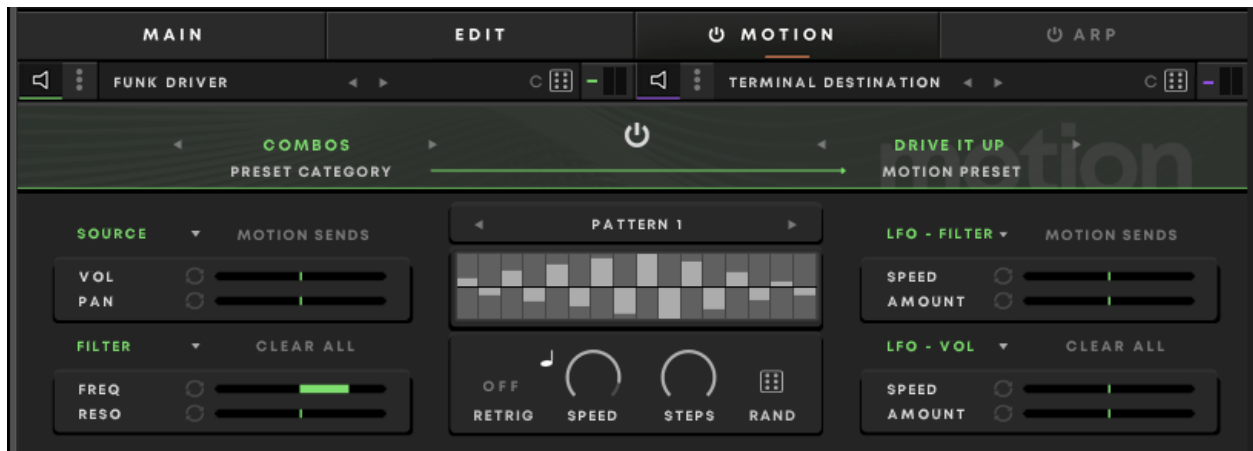 MAIN EDIT MOTION ARP
FUNK DRIVER C TERMINAL DESTINATION C
COMBOS DRIVE IT UP motion
PRESET CATEGORY MOTION PRESET
SOURCE MOTION SENDS PATTERN 1 LFO - FILTER MOTION SENDS
VOL SPEED
PAN AMOUNT
FILTER CLEAR ALL LFO - VOL CLEAR ALL
FREQ OFF SPEED
RESO RETRIG SPEED STEPS RAND AMOUNT